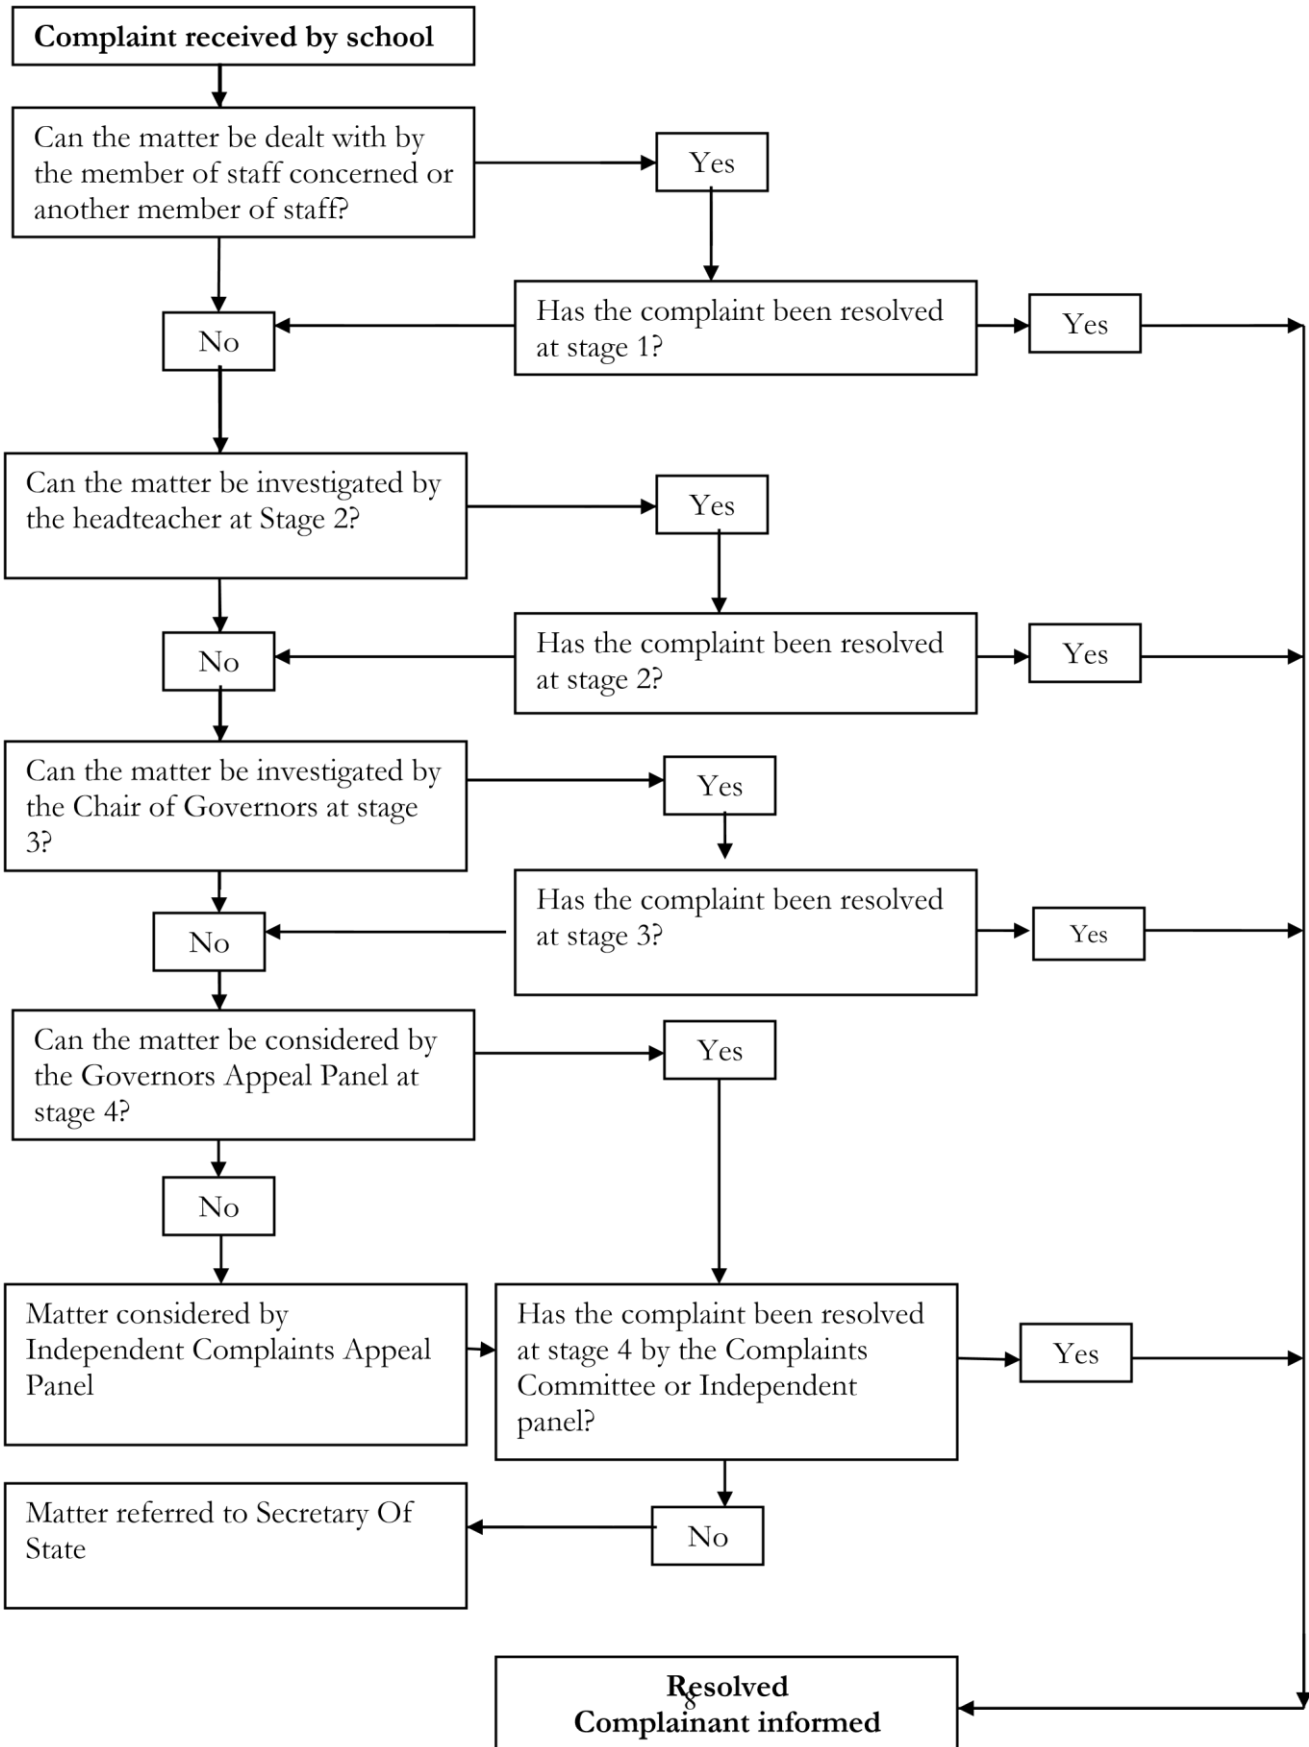 Complaint received by school
Can the matter be dealt with by
the member of staff concerned or
another member of staff?
Yes
Has the complaint been resolved
at stage 1?
Yes
No
Can the matter be investigated by
the headteacher at Stage 2?
Yes
Has the complaint been resolved
at stage 2?
Yes
No
Can the matter be investigated by
the Chair of Governors at stage
3?
Yes
Has the complaint been resolved
at stage 3?
Yes
No
Can the matter be considered by
the Governors Appeal Panel at
stage 4?
Yes
No
Matter considered by
Independent Complaints Appeal
Panel
Has the complaint been resolved
at stage 4 by the Complaints
Committee or Independent
panel?
Yes
No
Matter referred to Secretary Of
State
Resolved
8
Complainant informed